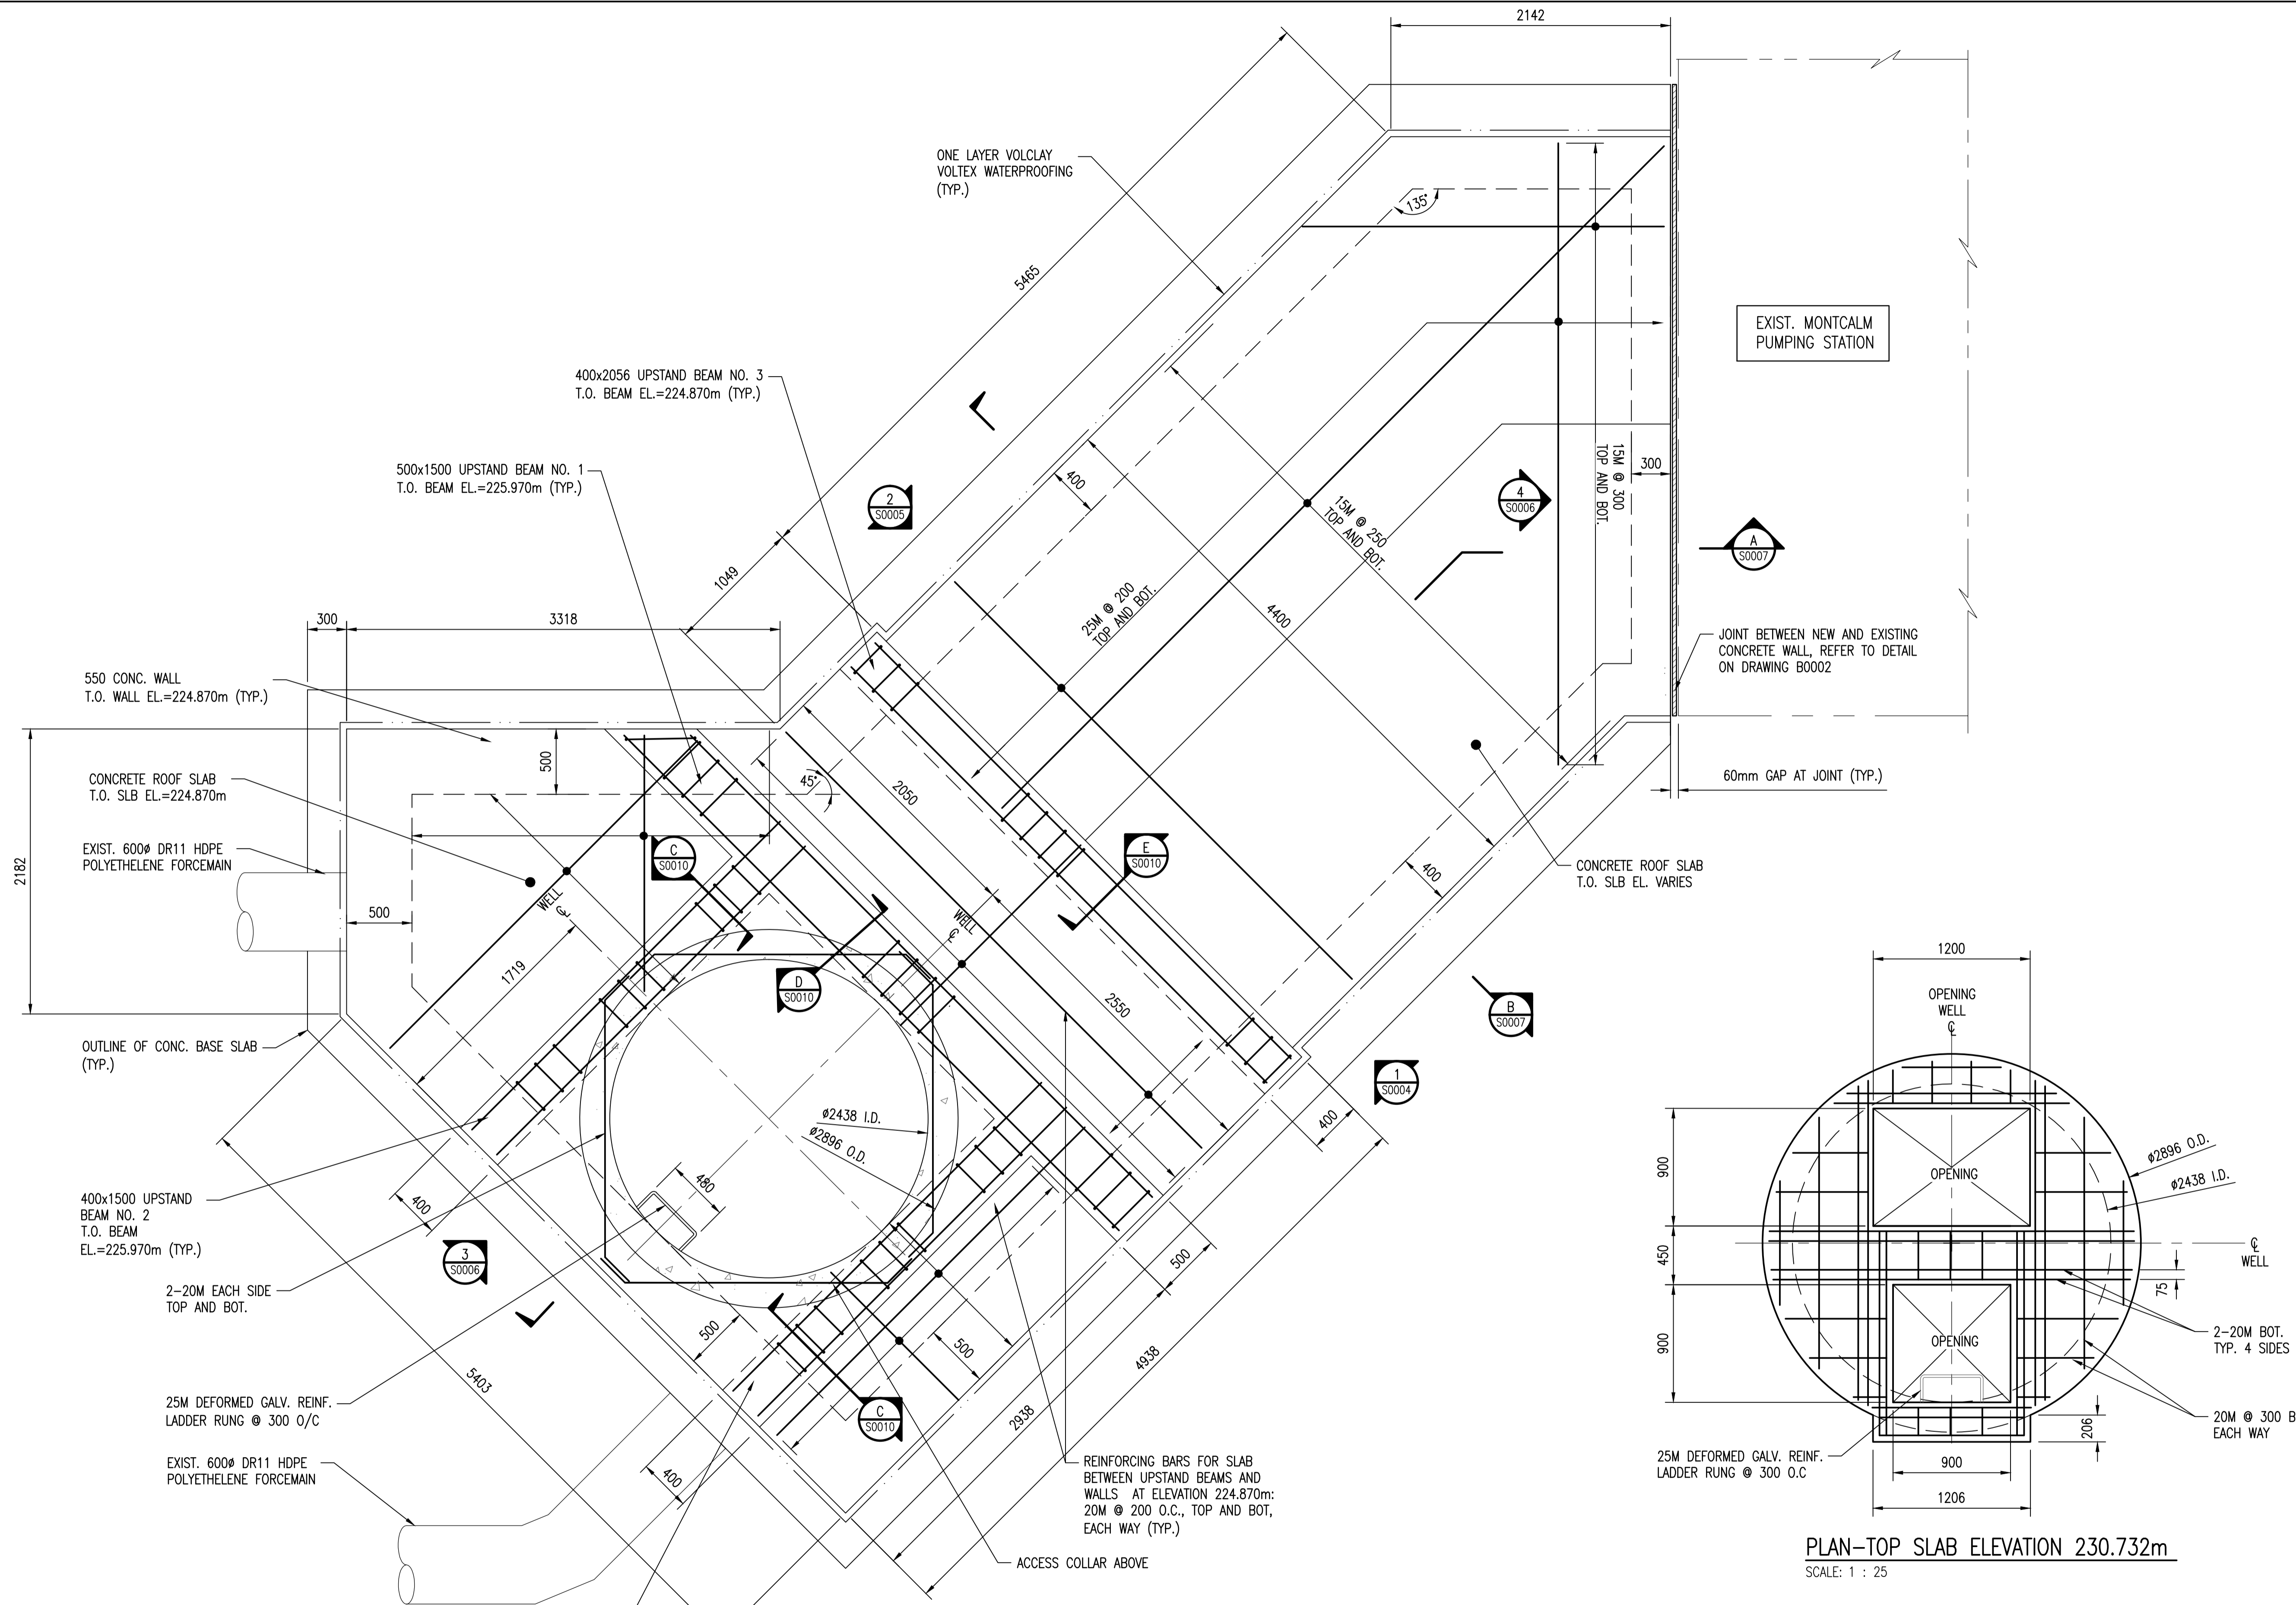 2142
ONE LAYER VOLCLAY
VOLTEX WATERPROOFING
(TYP.)
135°
5465
EXIST. MONTCALM
PUMPING STATION
400x2056 UPSTAND BEAM NO. 3
T.O. BEAM EL.=224.870m (TYP.)
500x1500 UPSTAND BEAM NO. 1
T.O. BEAM EL.=225.970m (TYP.)
2
S0005
400
15M @ 250
TOP AND BOT.
4
S0006
15M @ 300
TOP AND BOT.
300
A
S0007
1049
25M @ 200
TOP AND BOT.
4400
300
3318
JOINT BETWEEN NEW AND EXISTING
CONCRETE WALL, REFER TO DETAIL
ON DRAWING B0002
550 CONC. WALL
T.O. WALL EL.=224.870m (TYP.)
60mm GAP AT JOINT (TYP.)
500
45°
2050
CONCRETE ROOF SLAB
T.O. SLB EL.=224.870m
EXIST. 600ø DR11 HDPE
POLYETHELENE FORCEMAIN
2182
C
S0010
E
S0010
400
CONCRETE ROOF SLAB
T.O. SLB EL. VARIES
WELL
℄
500
WELL
℄
1719
D
S0010
2550
B
S0007
OUTLINE OF CONC. BASE SLAB
(TYP.)
1
S0004
400
ø2438 I.D.
ø2896 O.D.
480
400x1500 UPSTAND
BEAM NO. 2
T.O. BEAM
EL.=225.970m (TYP.)
400
3
S0006
500
2-20M EACH SIDE
TOP AND BOT.
500
500
4938
5403
25M DEFORMED GALV. REINF.
LADDER RUNG @ 300 O/C
C
S0010
2938
EXIST. 600ø DR11 HDPE
POLYETHELENE FORCEMAIN
400
REINFORCING BARS FOR SLAB
BETWEEN UPSTAND BEAMS AND
WALLS AT ELEVATION 224.870m:
20M @ 200 O.C., TOP AND BOT,
EACH WAY (TYP.)
ACCESS COLLAR ABOVE
1200
OPENING
WELL
℄
ø2896 O.D.
ø2438 I.D.
900
OPENING
450
℄
WELL
75
900
OPENING
2-20M BOT.
TYP. 4 SIDES
20M @ 300 B
EACH WAY
206
25M DEFORMED GALV. REINF.
LADDER RUNG @ 300 O.C
900
1206
PLAN-TOP SLAB ELEVATION 230.732m
SCALE: 1 : 25